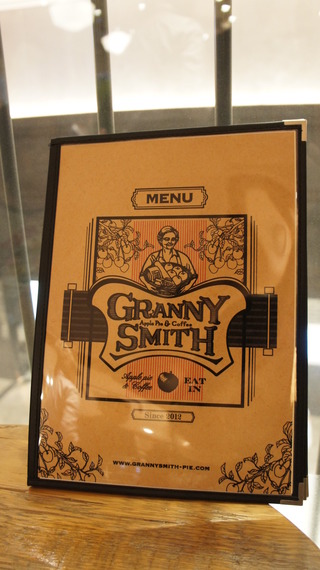 MENU
GRANNY
Apple Pie & Coffee
SMITH
Apple pie
& Coffee
EAT
IN
Since 2012
WWW.GRANNYSMITH-PIE.COM